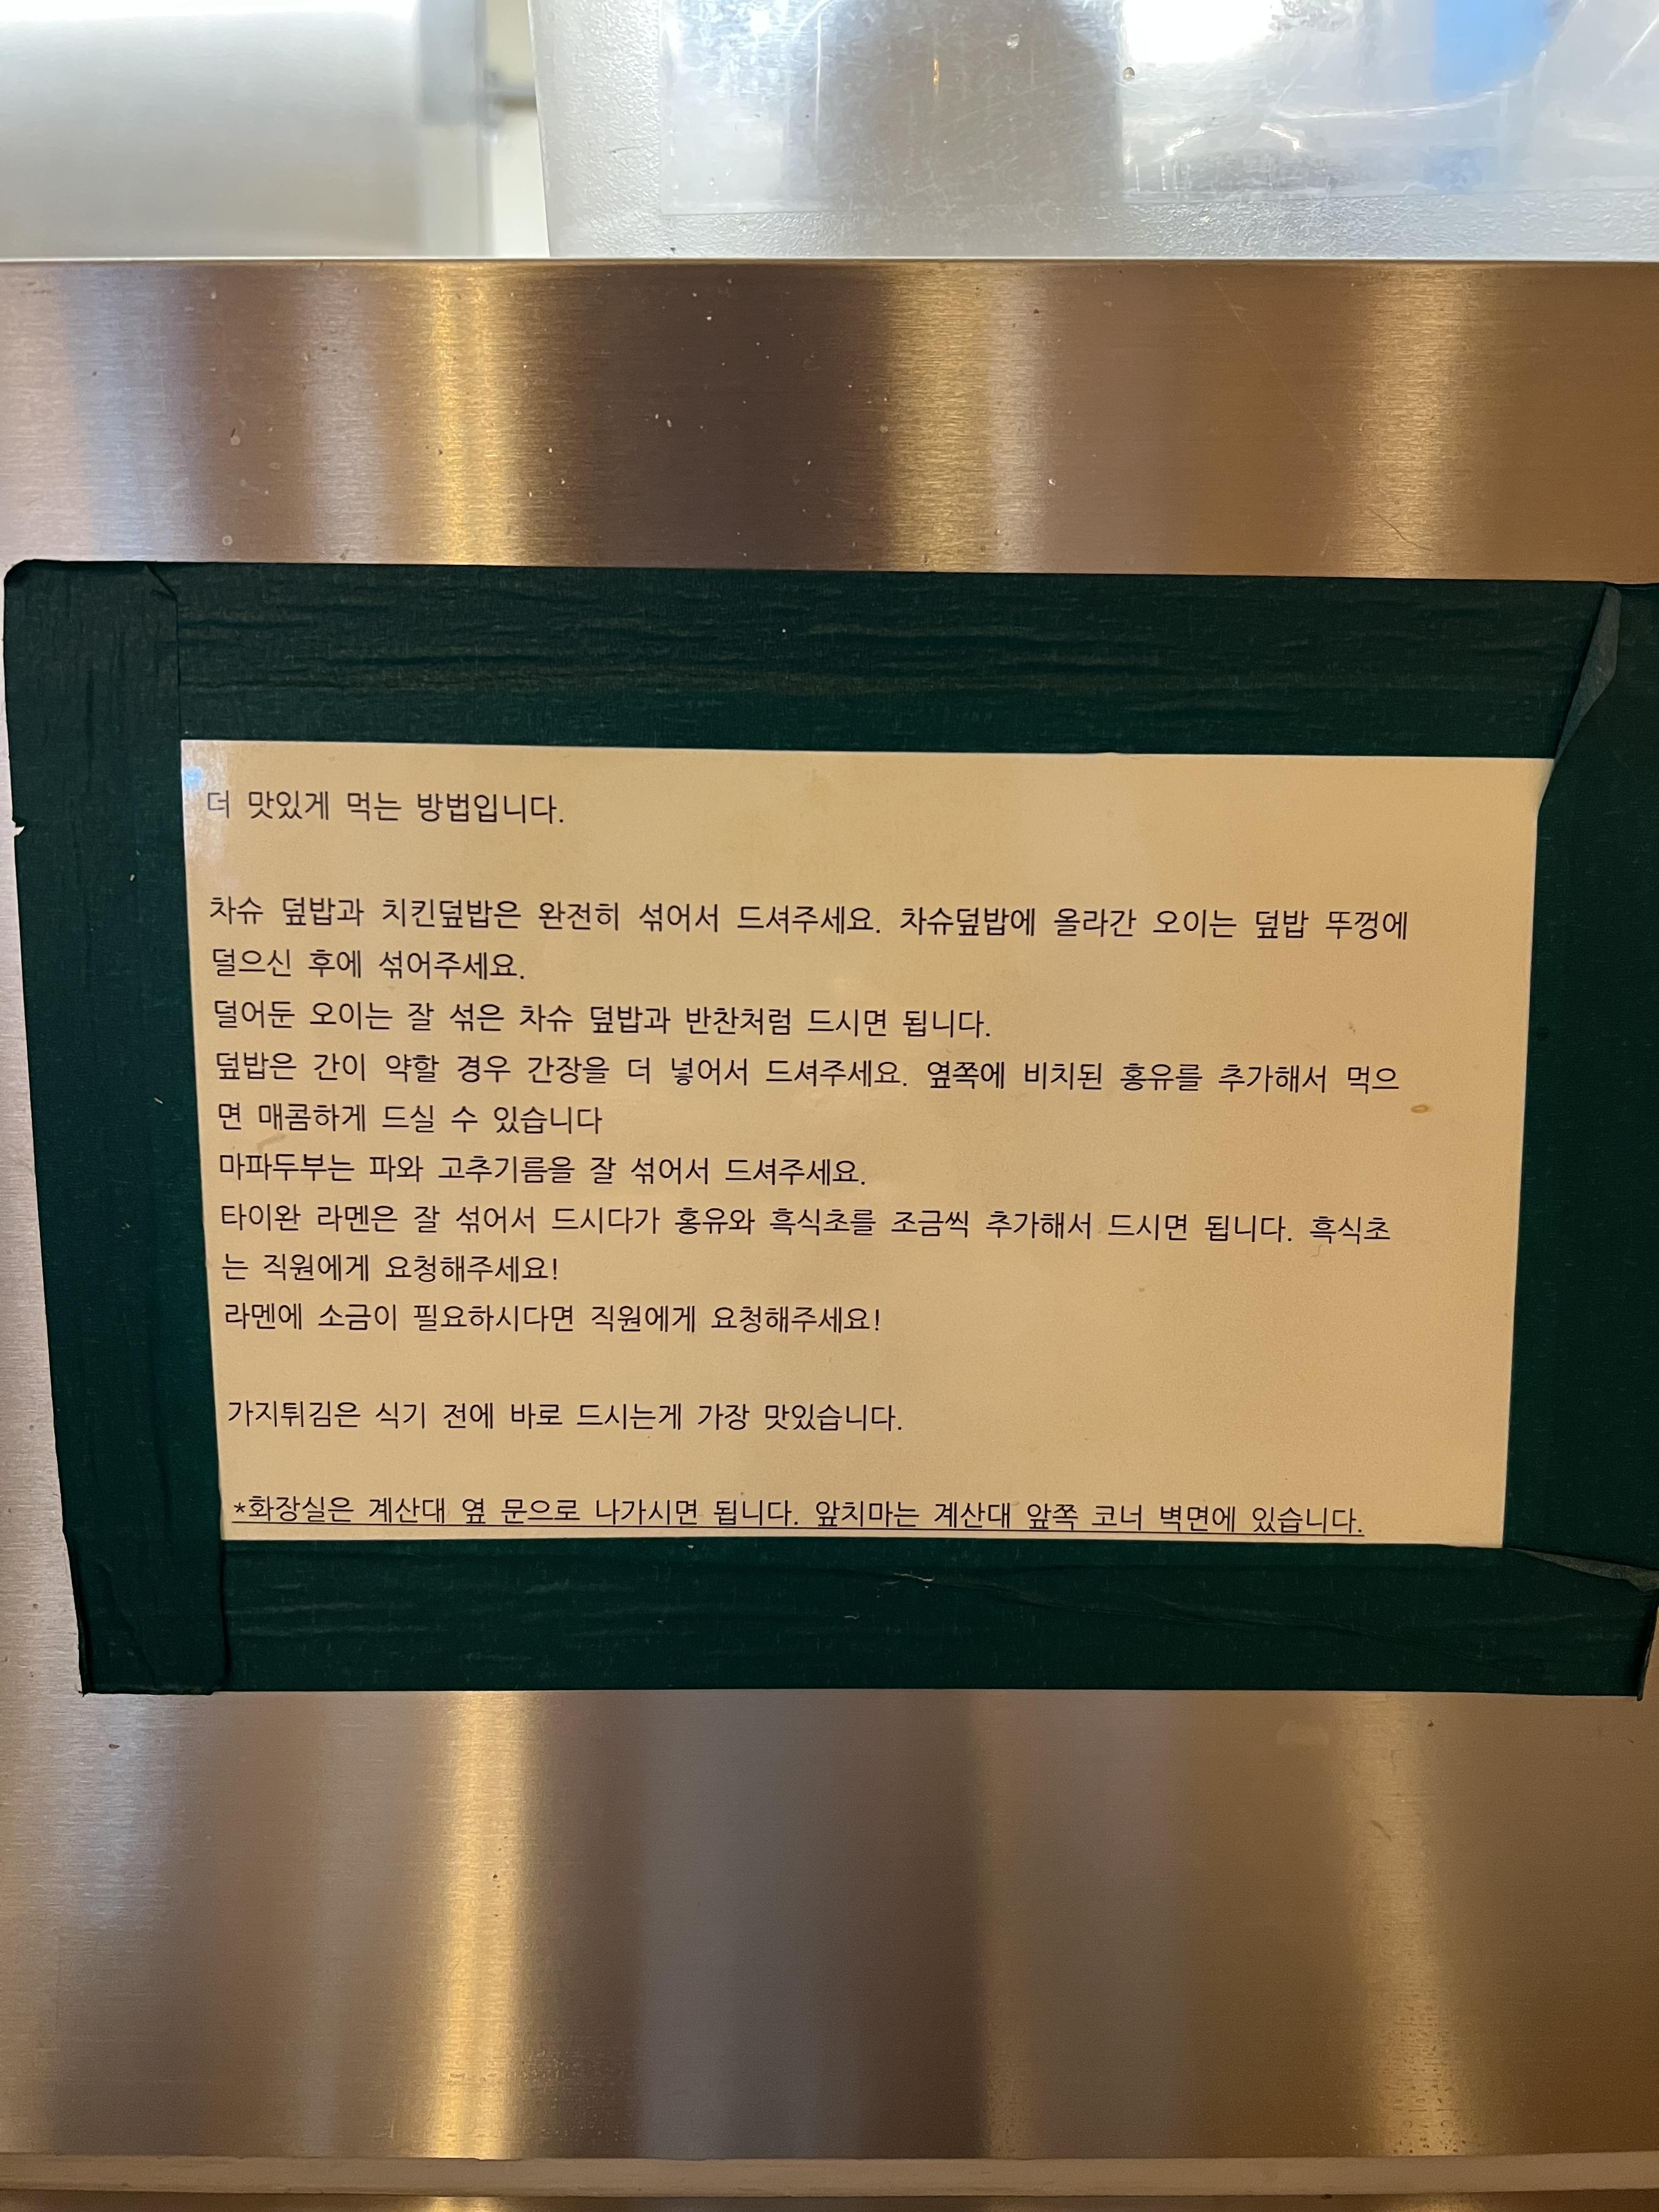 더 맛있게 먹는 방법입니다.
차슈 덮밥과 치킨덮밥은 완전히 섞어서 드셔주세요. 차슈덮밥에 올라간 오이는 덮밥 뚜껑에
덜으신 후에 섞어주세요.
덜어둔 오이는 잘 섞은 차슈 덮밥과 반찬처럼 드시면 됩니다.
덮밥은 간이 약할 경우 간장을 더 넣어서 드셔주세요. 옆쪽에 비치된 홍유를 추가해서 먹으
면 매콤하게 드실 수 있습니다
마파두부는 파와 고추기름을 잘 섞어서 드셔주세요.
타이완 라멘은 잘 섞어서 드시다가 홍유와 흑식초를 조금씩 추가해서 드시면 됩니다. 흑식초
는 직원에게 요청해주세요!
라멘에 소금이 필요하시다면 직원에게 요청해주세요!
가지튀김은 식기 전에 바로 드시는게 가장 맛있습니다.
*화장실은 계산대 옆 문으로 나가시면 됩니다. 앞치마는 계산대 앞쪽 코너 벽면에 있습니다.